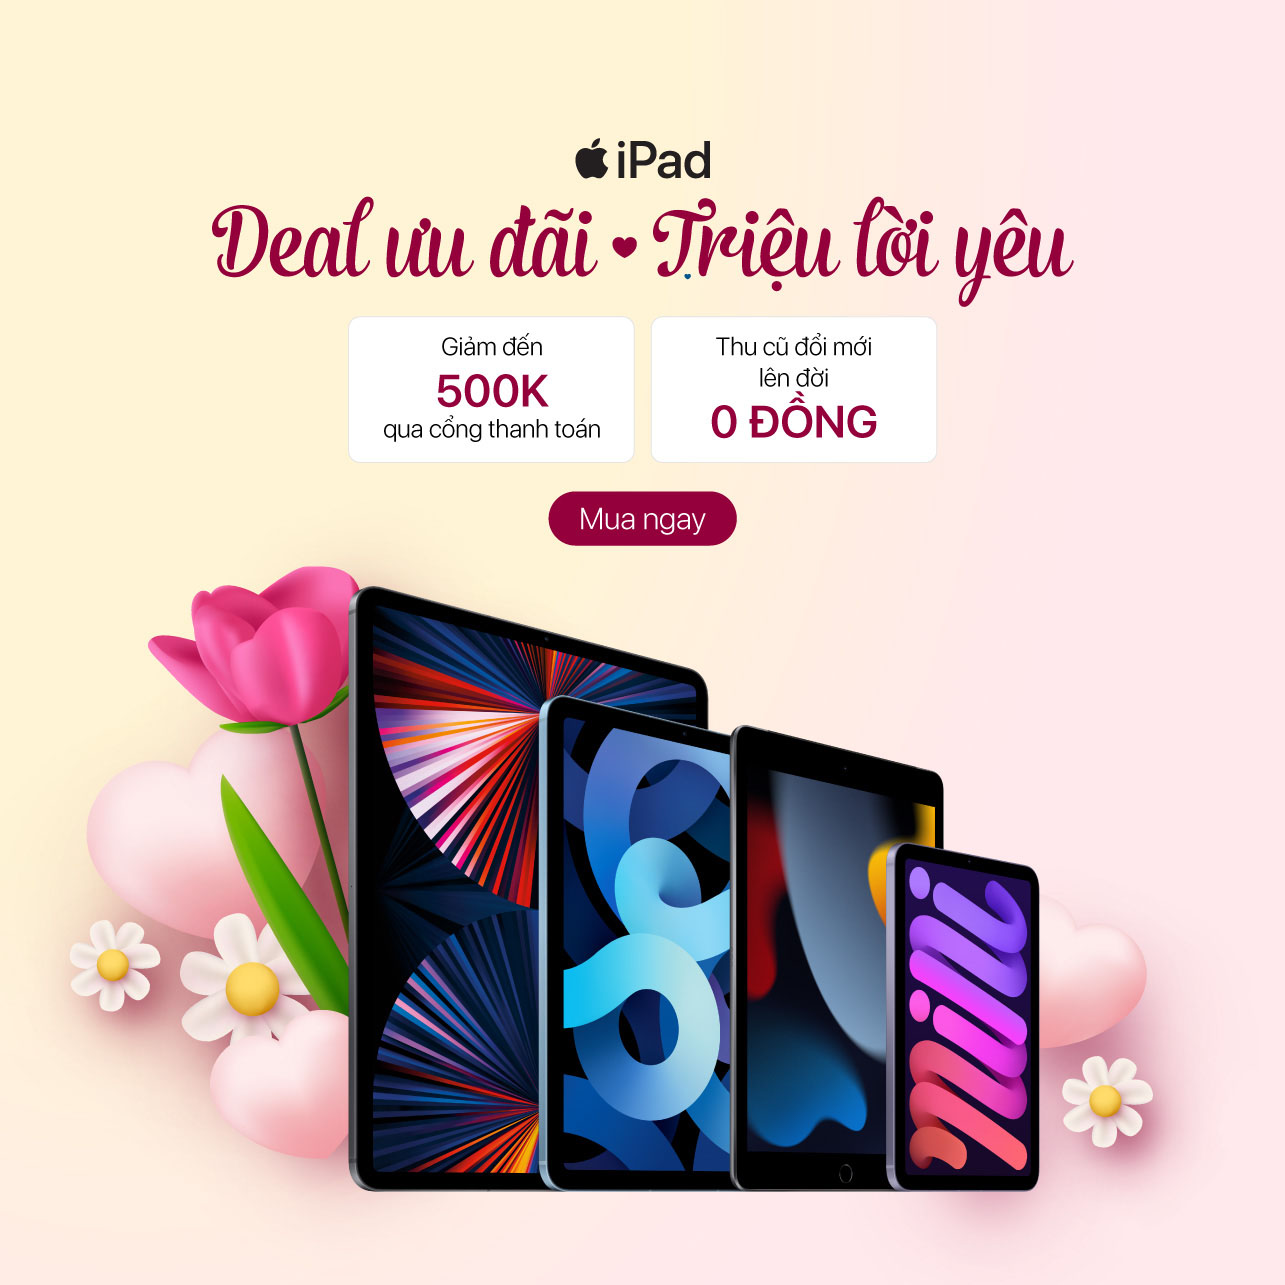 iPad
Deal ưu đãi Triệu lời yêu
Giảm đến
500K
qua cổng thanh toán
Thu cũ đổi mới
lên đời
0 ĐỒNG
Mua ngay
mini